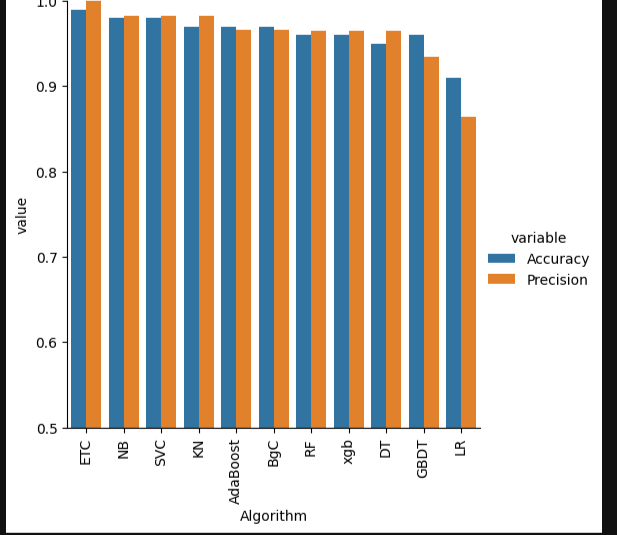 1.0
0.9
0.8
0.7
0.6
0.5
value
ETC
NB
SVC
KN
AdaBoost
BgC
RF
xgb
DT
GBDT
LR
Algorithm
variable
Accuracy
Precision